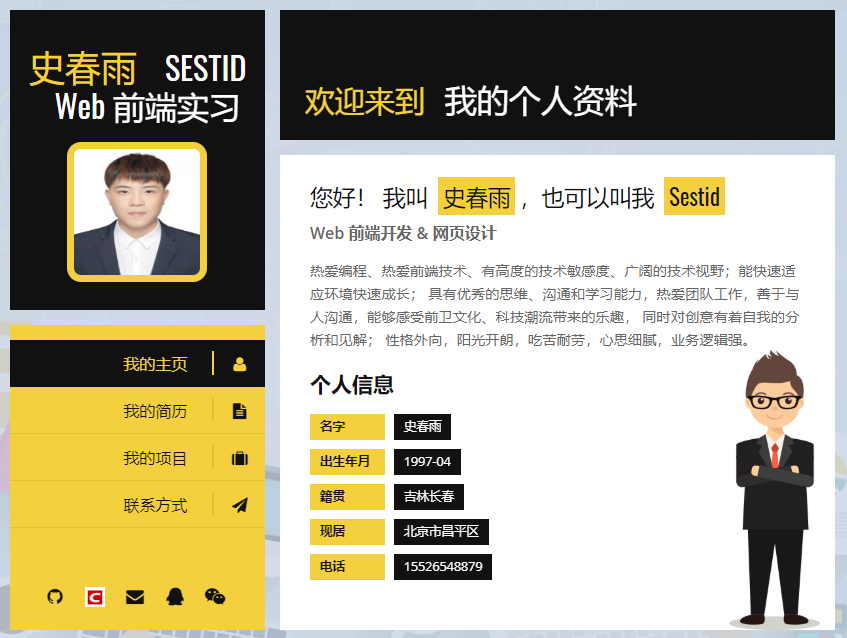 史春雨 SESTID
Web 前端实习
我的主页
我的简历
我的项目
联系方式
欢迎来到 我的个人资料
您好！ 我叫 史春雨 ，也可以叫我 Sestid
Web 前端开发 & 网页设计
热爱编程、热爱前端技术、有高度的技术敏感度、广阔的技术视野；能快速适
应环境快速成长； 具有优秀的思维、沟通和学习能力，热爱团队工作，善于与
人沟通，能够感受前卫文化、科技潮流带来的乐趣， 同时对创意有着自我的分
析和见解； 性格外向，阳光开朗，吃苦耐劳，心思细腻，业务逻辑强。
个人信息
名字 史春雨
出生年月 1997-04
籍贯 吉林长春
现居 北京市昌平区
电话 15526548879